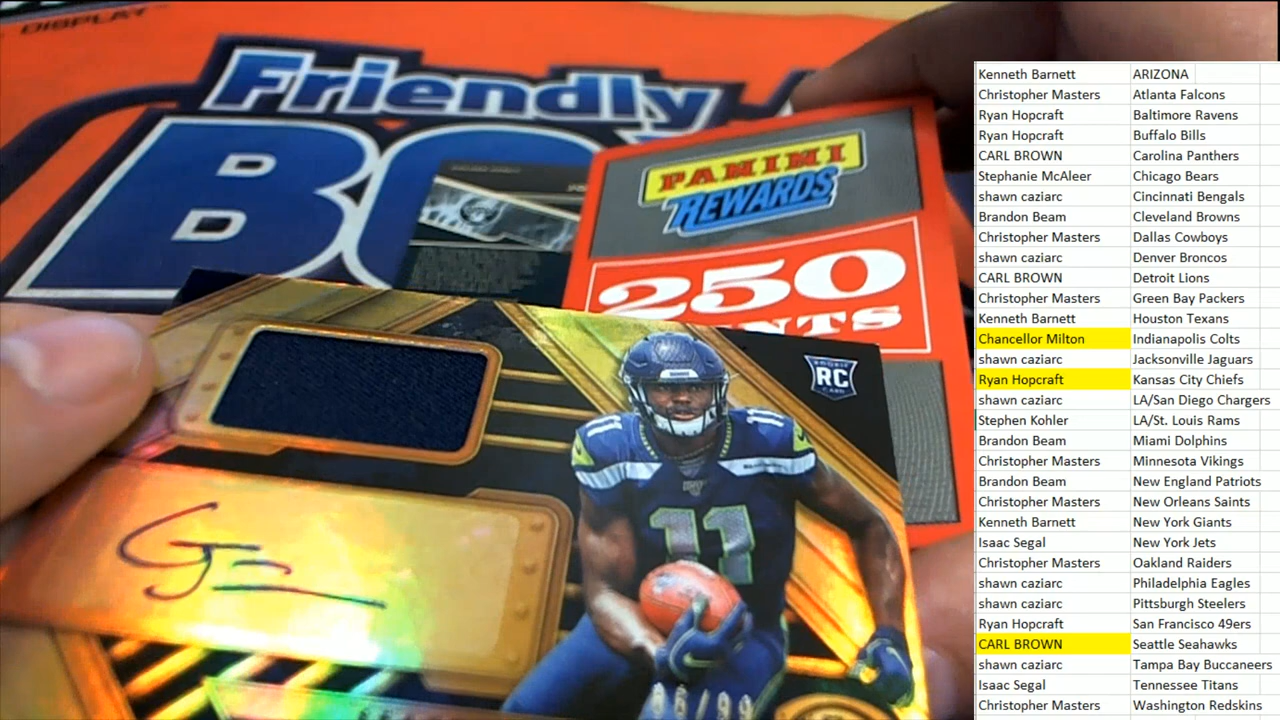 DISPLAY
Friendly
PANINI
REWARDS
250
RC
11
11
11
Kenneth Barnett ARIZONA
Christopher Masters Atlanta Falcons
Ryan Hopcraft Baltimore Ravens
Ryan Hopcraft Buffalo Bills
CARL BROWN Carolina Panthers
Stephanie McAleer Chicago Bears
shawn caziarc Cincinnati Bengals
Brandon Beam Cleveland Browns
Christopher Masters Dallas Cowboys
shawn caziarc Denver Broncos
CARL BROWN Detroit Lions
Christopher Masters Green Bay Packers
Kenneth Barnett Houston Texans
Chancellor Milton Indianapolis Colts
shawn caziarc Jacksonville Jaguars
Ryan Hopcraft Kansas City Chiefs
shawn caziarc LA/San Diego Chargers
Stephen Kohler LA/St. Louis Rams
Brandon Beam Miami Dolphins
Christopher Masters Minnesota Vikings
Brandon Beam New England Patriots
Christopher Masters New Orleans Saints
Kenneth Barnett New York Giants
Isaac Segal New York Jets
Christopher Masters Oakland Raiders
shawn caziarc Philadelphia Eagles
shawn caziarc Pittsburgh Steelers
Ryan Hopcraft San Francisco 49ers
CARL BROWN Seattle Seahawks
shawn caziarc Tampa Bay Buccaneers
Isaac Segal Tennessee Titans
Christopher Masters Washington Redskins